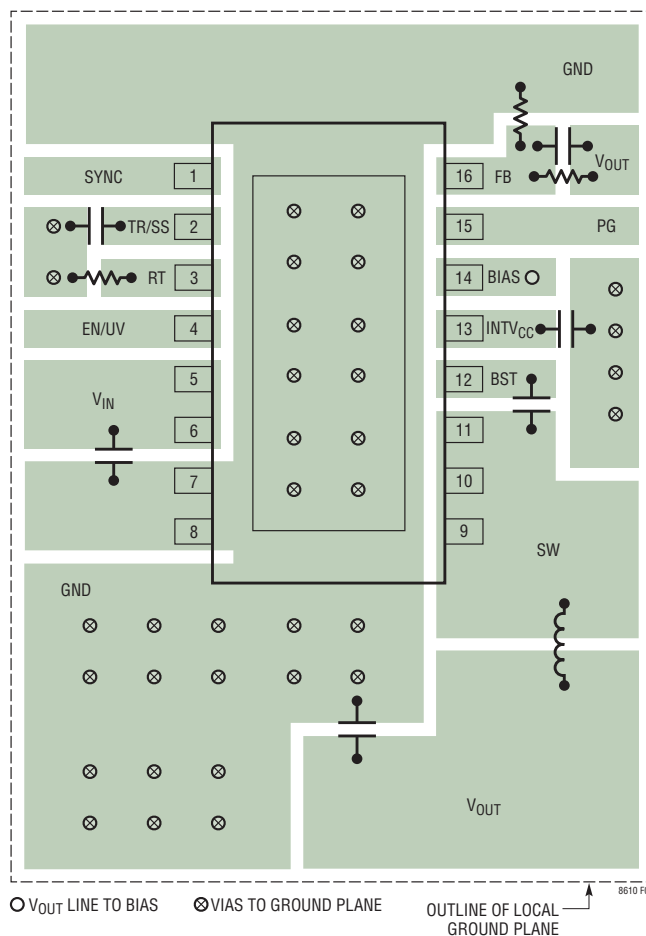 GND
SYNC 1 16 FB VOUT
TR/SS 2 15 PG
RT 3 14 BIAS
EN/UV 4 13 INTVCC
5 12 BST
VIN
6 11
7 10
8 9
SW
GND
VOUT
8610 F0
VOUT LINE TO BIAS VIAS TO GROUND PLANE OUTLINE OF LOCAL
GROUND PLANE